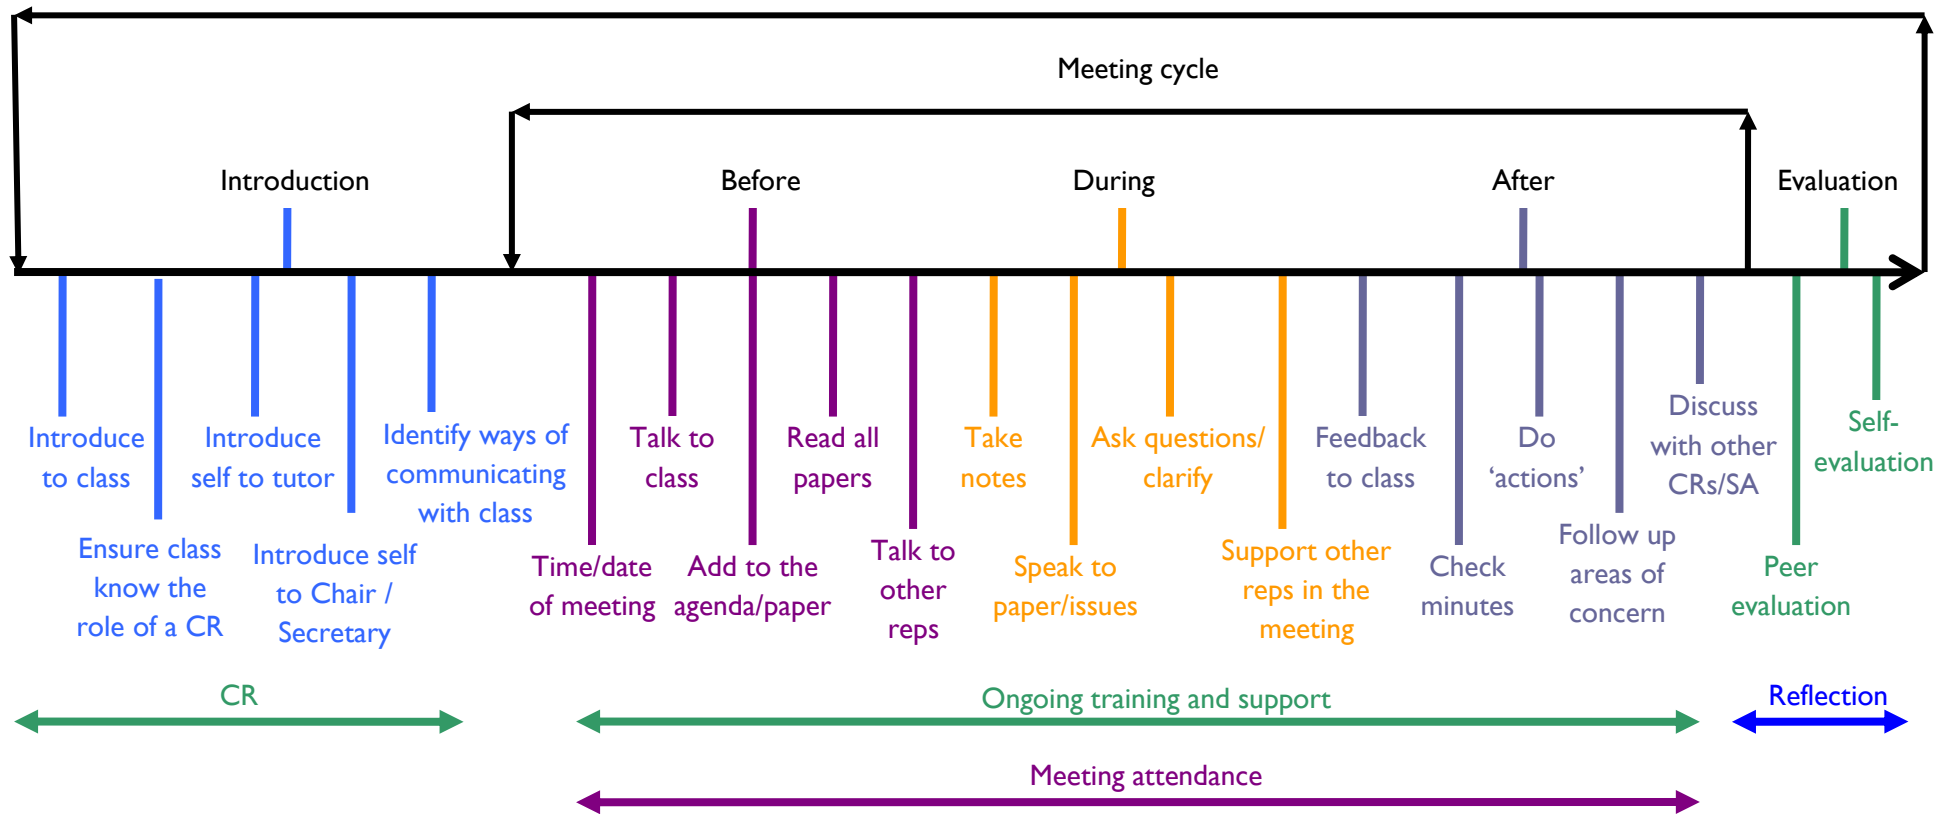 Meeting cycle
Introduction
Before
During
After
Evaluation
Introduce
to class
Ensure class
know the
role of a CR
Introduce
self to tutor
Introduce self
to Chair /
Secretary
Identify ways of
communicating
with class
Time/date
of meeting
Talk to
class
Add to the
agenda/paper
Read all
papers
Talk to
other
reps
Take
notes
Speak to
paper/issues
Ask questions/
clarify
Support other
reps in the
meeting
Feedback
to class
Check
minutes
Do
‘actions’
Follow up
areas of
concern
Discuss
with other
CRs/SA
Peer
evaluation
Self-
evaluation
CR
Ongoing training and support
Reflection
Meeting attendance